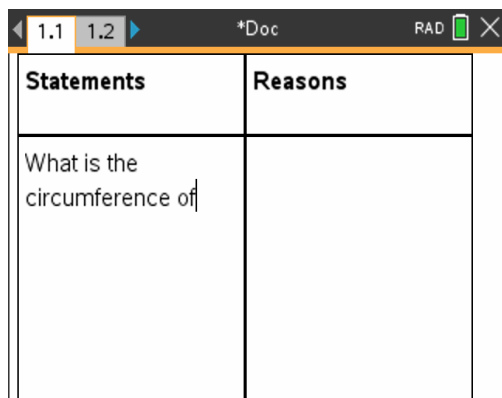 1.1 1.2 *Doc RAD
Statements Reasons
What is the
circumference of